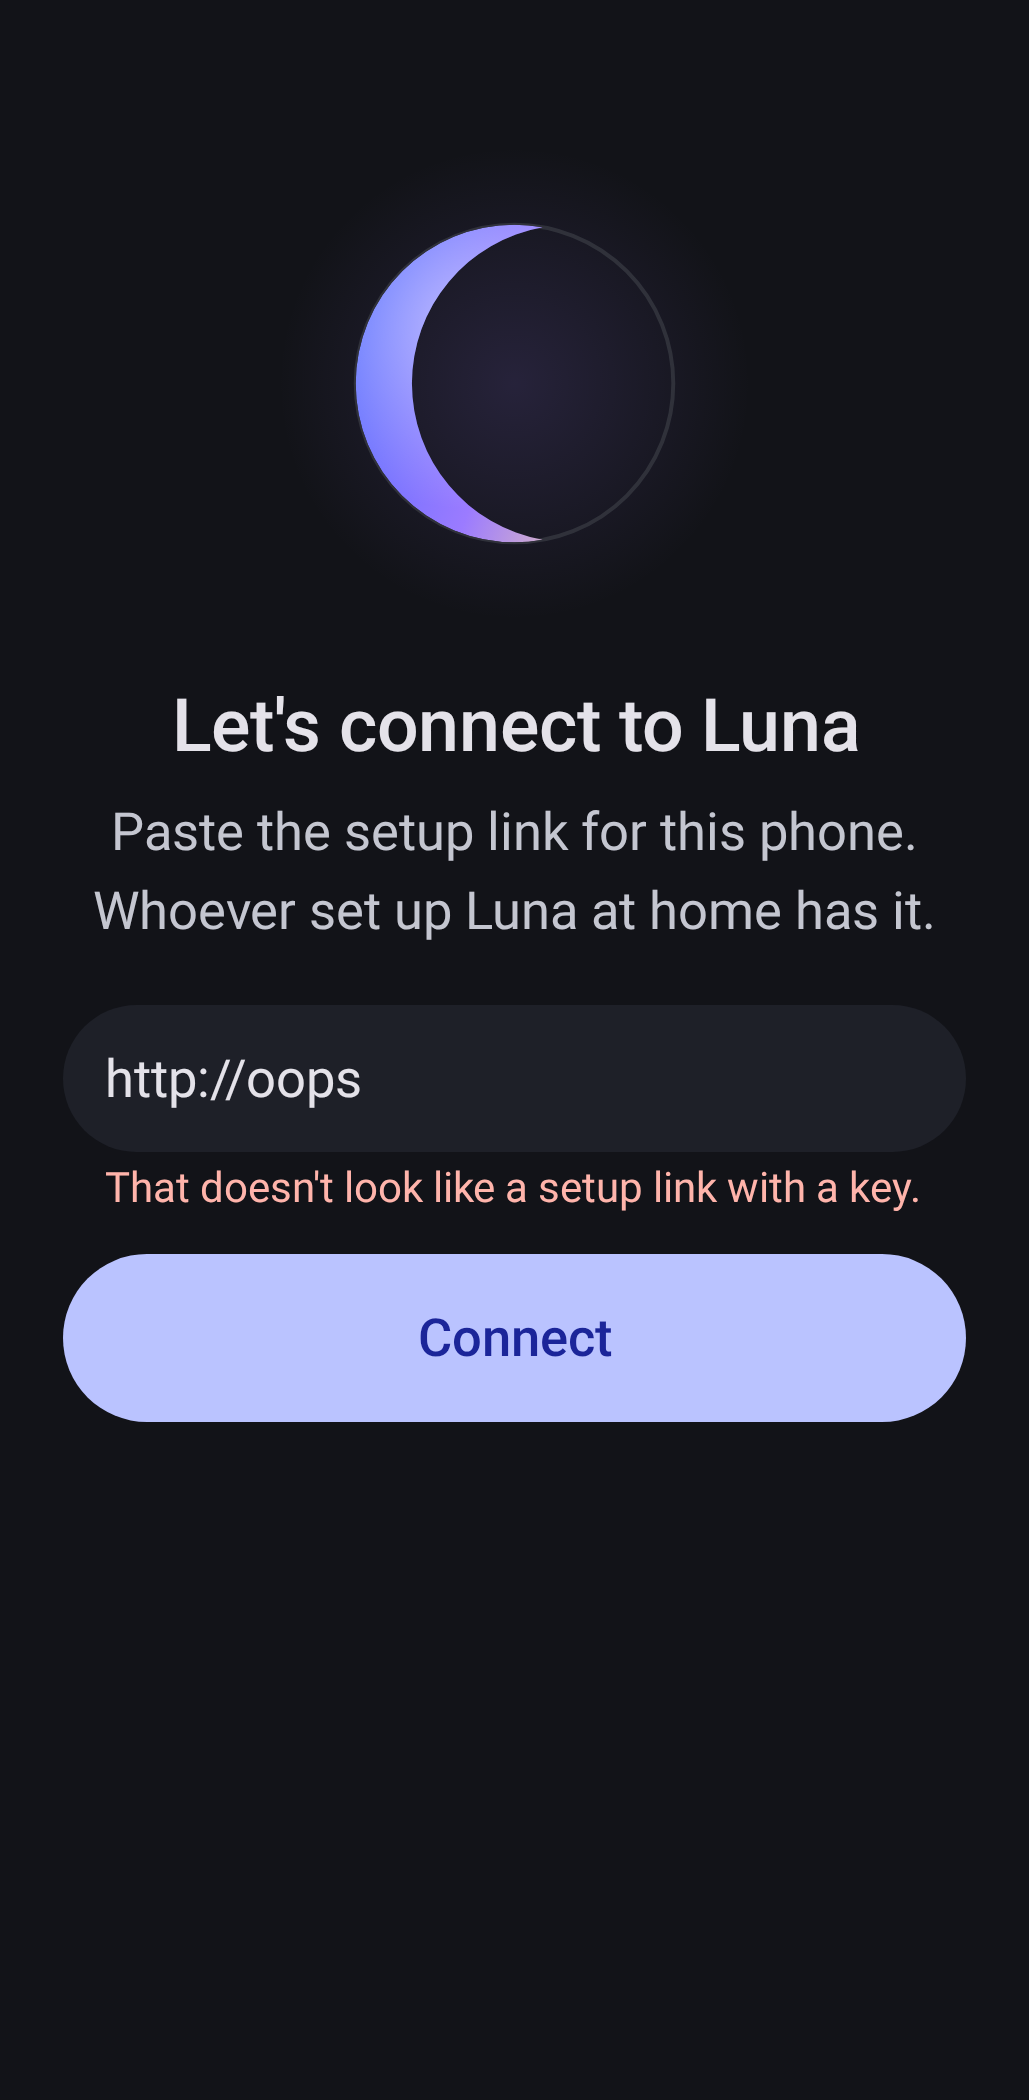 Let's connect to Luna
Paste the setup link for this phone.
Whoever set up Luna at home has it.
http://oops
That doesn't look like a setup link with a key.
Connect